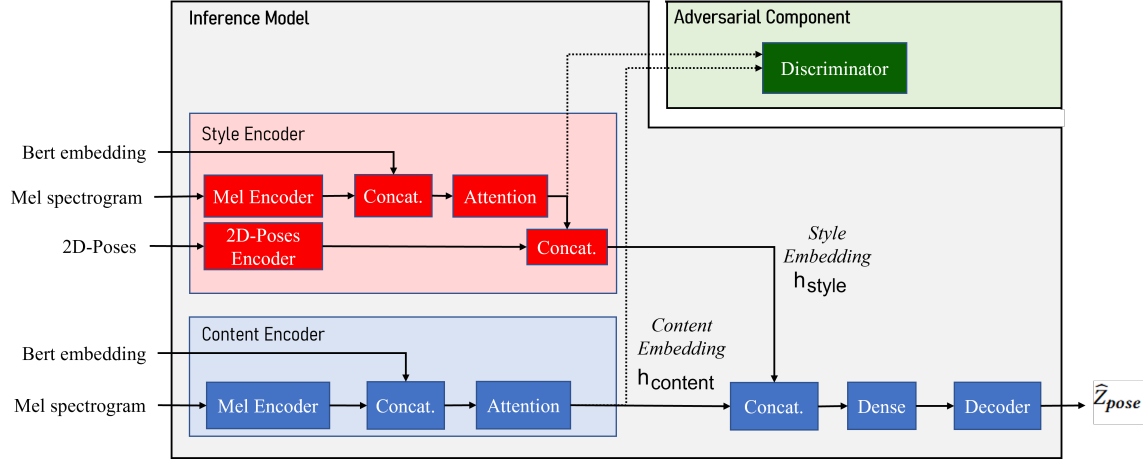 Inference Model
Adversarial Component
Discriminator
Style Encoder
Bert embedding
Mel spectrogram
Mel Encoder
Concat.
Attention
2D-Poses
2D-Poses
Encoder
Concat.
Style
Embedding
hstyle
Content Encoder
Content
Embedding
hcontent
Bert embedding
Mel spectrogram
Mel Encoder
Concat.
Attention
Concat.
Dense
Decoder
Ẑpose